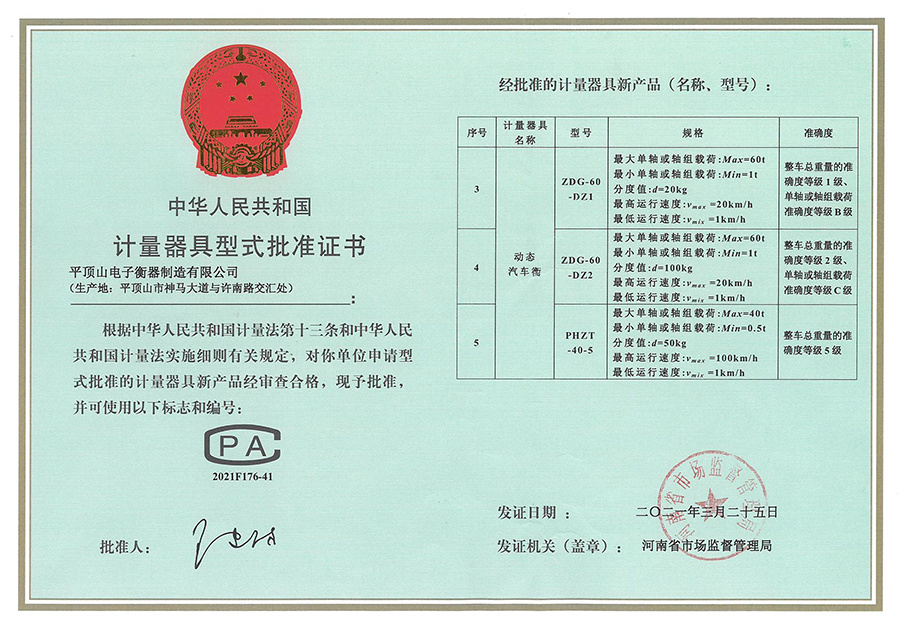 中华人民共和国
计量器具型式批准证书
平顶山电子衡器制造有限公司
(生产地：平顶山市神马大道与许南路交汇处)
：
根据中华人民共和国计量法第十三条和中华人民
共和国计量法实施细则有关规定，对你单位申请型
式批准的计量器具新产品经审查合格，现予批准，
并可使用以下标志和编号：
PA
2021F176-41
批准人：
经批准的计量器具新产品（名称、型号）：
序号 计量器具名称 型号 规格 准确度
3
动态
汽车衡
ZDG-60
-DZ1
最大单轴或轴组载荷:Max=60t
最小单轴或轴组载荷:Min=1t
分度值:d=20kg
最高运行速度:vmax =20km/h
最低运行速度:vmix =1km/h
整车总重量的准
确度等级1级、
单轴或轴组载荷
准确度等级B级
4
ZDG-60
-DZ2
最大单轴或轴组载荷:Max=60t
最小单轴或轴组载荷:Min=1t
分度值:d=100kg
最高运行速度:vmax =20km/h
最低运行速度:vmix =1km/h
整车总重量的准
确度等级2级、
单轴或轴组载荷
准确度等级C级
5
PHZT
-40-5
最大单轴或轴组载荷:Max=40t
最小单轴或轴组载荷:Min=0.5t
分度值:d=50kg
最高运行速度:vmax =100km/h
最低运行速度:vmix =1km/h
整车总重量的准
确度等级5级
河南省市场监督管理局
发证日期 ： 二〇二一年三月二十五日
发证机关（盖章）： 河南省市场监督管理局